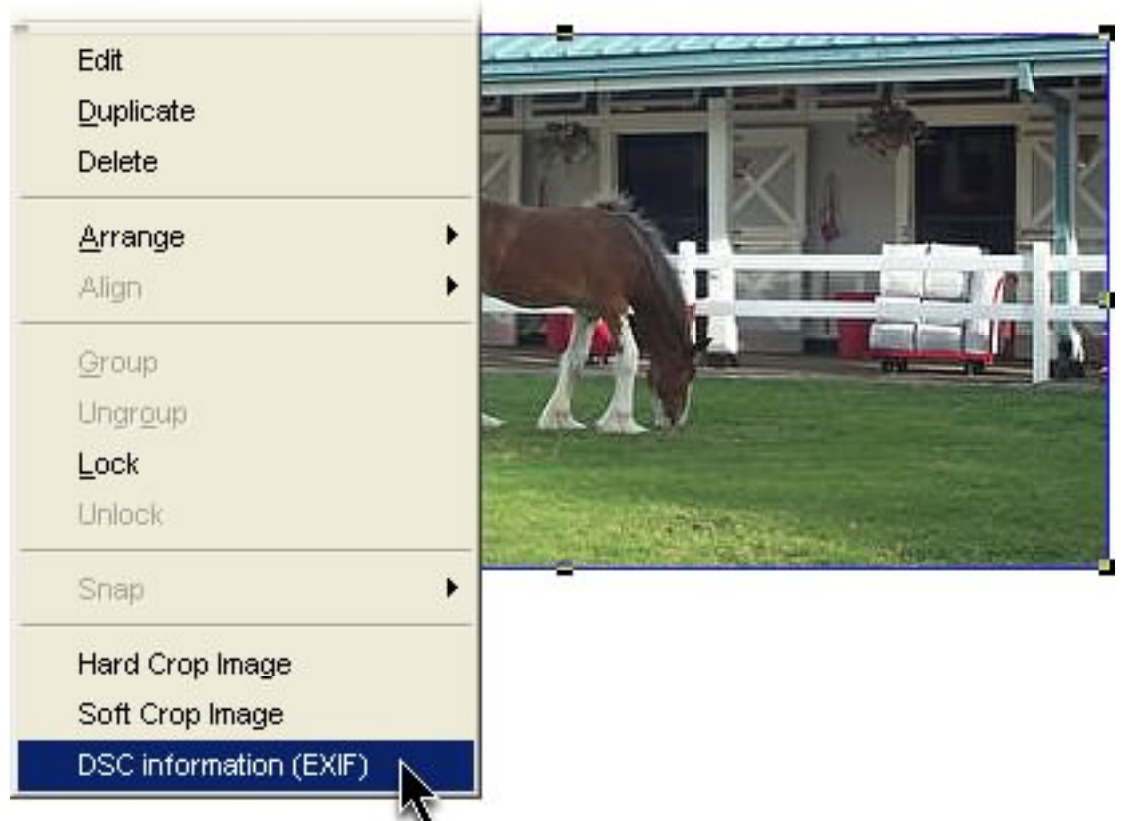 Edit
Duplicate
Delete
Arrange
Align
Group
Ungroup
Lock
Unlock
Snap
Hard Crop Image
Soft Crop Image
DSC information (EXIF)